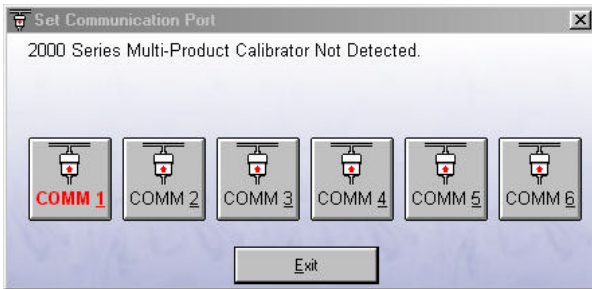 Set Communication Port
2000 Series Multi-Product Calibrator Not Detected.
COMM 1 COMM 2 COMM 3 COMM 4 COMM 5 COMM 6
Exit